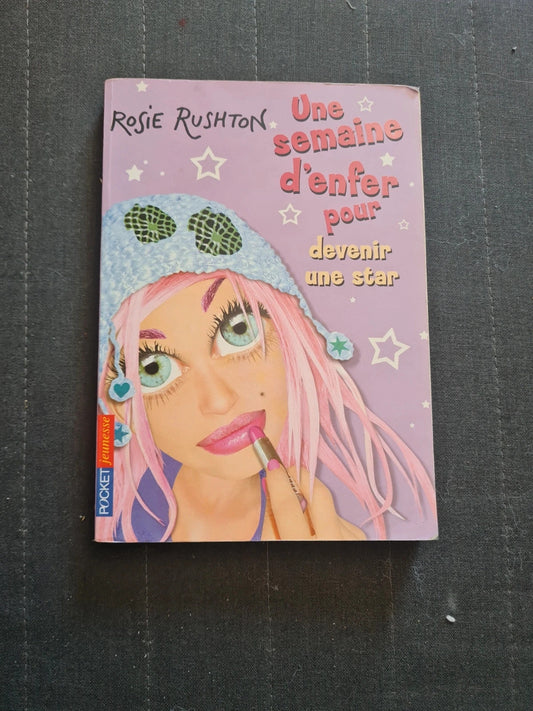 Rosie Rushton
Une
semaine
d'enfer
pour
devenir
une star
POCKET jeunesse